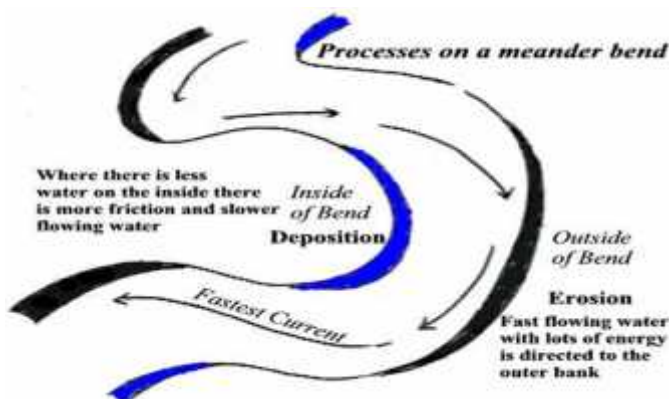 Processes on a meander bend
Where there is less
water on the inside there
is more friction and slower
flowing water
Inside
of Bend
Deposition
Outside
of Bend
Erosion
Fast flowing water
with lots of energy
is directed to the
outer bank
Fastest Current